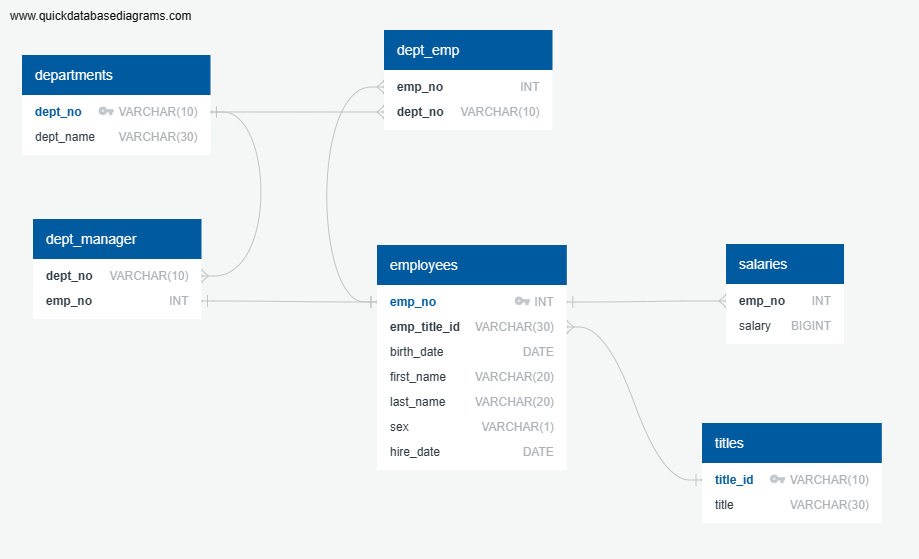 www.quickdatabasediagrams.com
departments
dept_no VARCHAR(10)
dept_name VARCHAR(30)
dept_emp
emp_no INT
dept_no VARCHAR(10)
dept_manager
dept_no VARCHAR(10)
emp_no INT
employees
emp_no INT
emp_title_id VARCHAR(30)
birth_date DATE
first_name VARCHAR(20)
last_name VARCHAR(20)
sex VARCHAR(1)
hire_date DATE
salaries
emp_no INT
salary BIGINT
titles
title_id VARCHAR(10)
title VARCHAR(30)